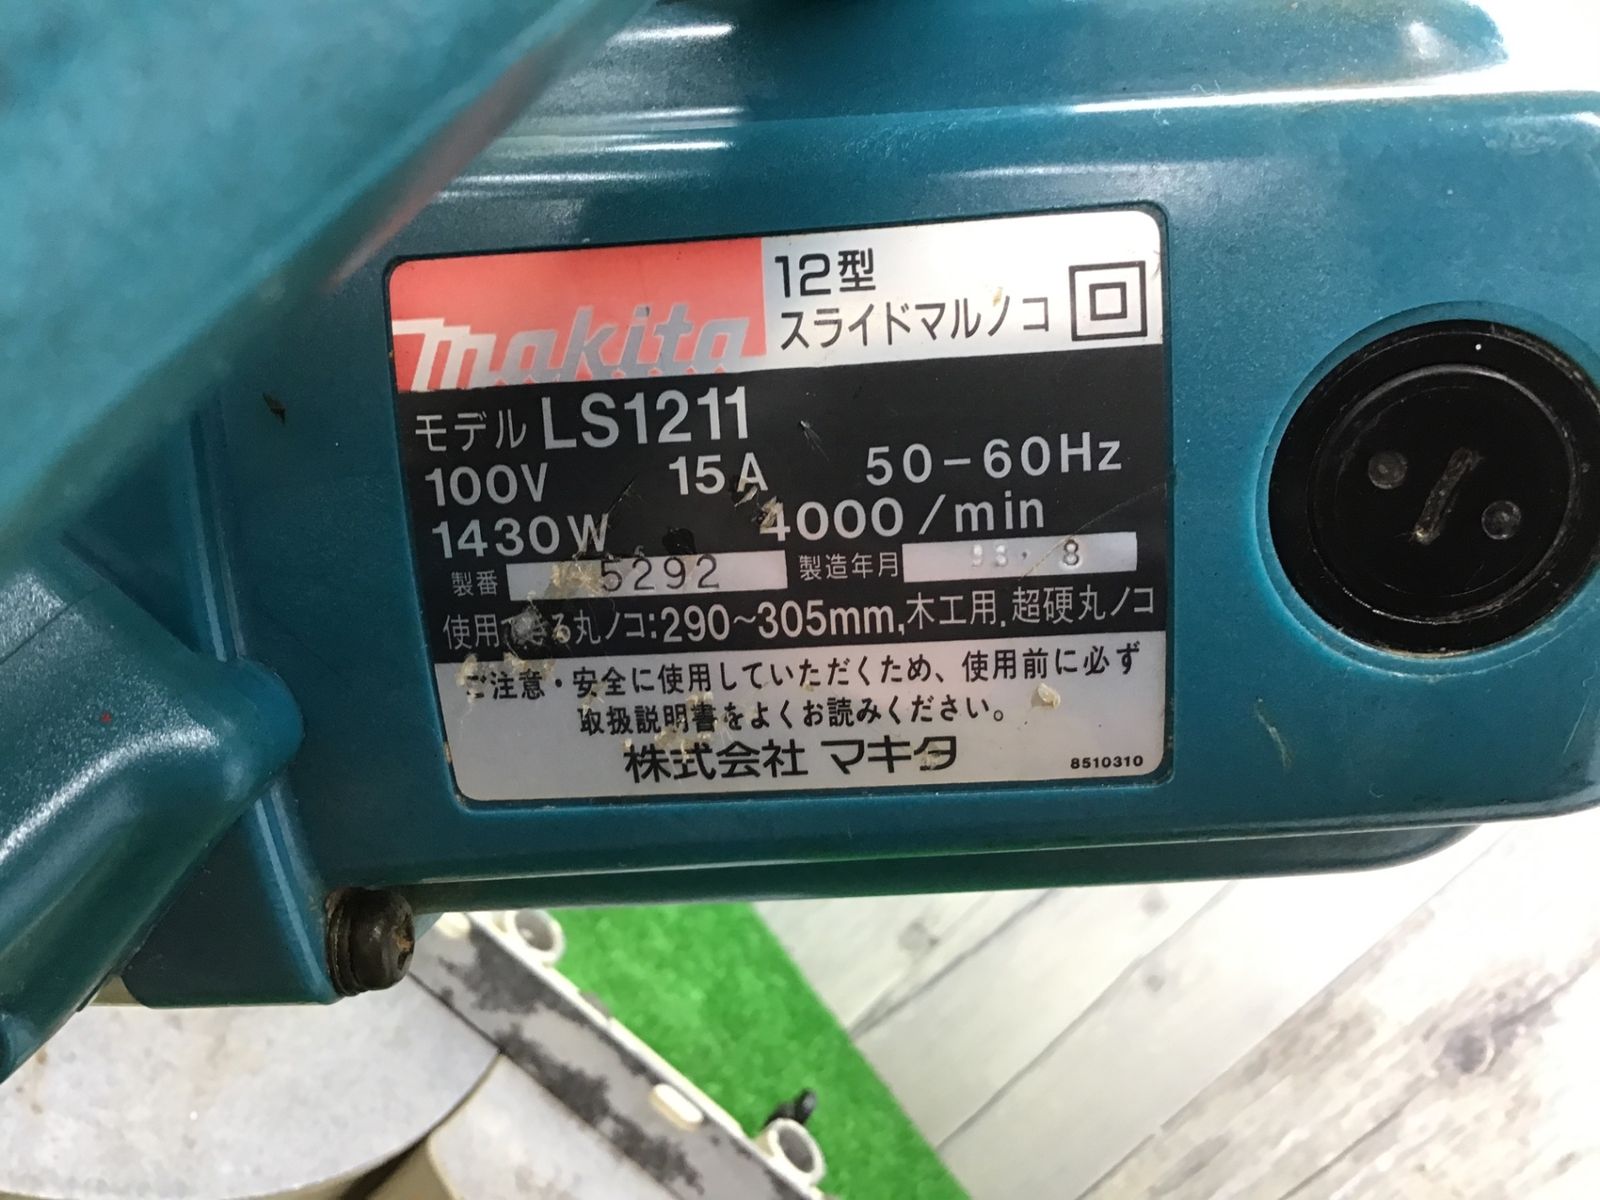 makita
12型
スライドマルノコ
モデル LS1211
100V 15A 50-60Hz
1430W 4000/min
製番 5292 製造年月 98. 8
使用できる丸ノコ:290~305mm,木工用,超硬丸ノコ
ご注意・安全に使用していただくため、使用前に必ず
取扱説明書をよくお読みください。
株式会社 マキタ
8510310